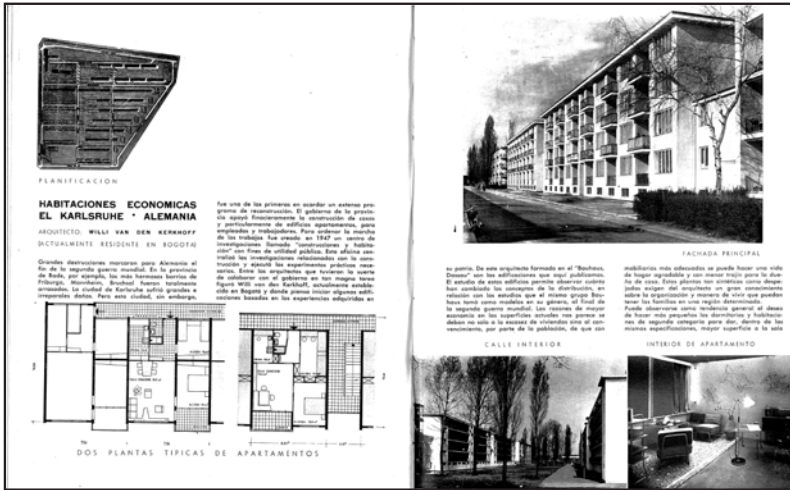 PLANIFICACION
HABITACIONES ECONOMICAS
EL KARLSRUHE * ALEMANIA
ARQUITECTO: WILLI VAN DEN KERKHOFF
(ACTUALMENTE RESIDENTE EN BOGOTA)
Grandes destrucciones marcaron para Alemania el
fin de la segunda guerra mundial. En la provincia
de Bade, por ejemplo, los más hermosos barrios de
Friburgo, Mannheim, Bruchsal fueron totalmente
arrasados. La ciudad de Karlsruhe sufrió grandes e
irreparables daños. Pero esta ciudad, sin embargo,
fue una de las primeras en acordar un extenso pro-
grama de reconstrucción. El gobierno de la provin-
cia apoyó financieramente la construcción de casas
y particularmente de edificios apartamentos, para
empleados y trabajadores. Para ordenar la marcha
de los trabajos fue creado en 1947 un centro de
investigaciones llamado "construcciones y habita-
ción" con fines de utilidad pública. Esta oficina cen-
tralizó las investigaciones relacionadas con la cons-
trucción y ejecutó los experimentos prácticos nece-
sarios. Entre los arquitectos que tuvieron la suerte
de colaborar con el gobierno en tan magna tarea
figuró Willi van den Kerkhoff, actualmente estable-
cido en Bogotá y donde piensa iniciar algunas edifi-
caciones basadas en las experiencias adquiridas en
DOS PLANTAS TIPICAS DE APARTAMENTOS
FACHADA PRINCIPAL
su patria. De este arquitecto formado en el "Bauhaus,
Dessau" son las edificaciones que aquí publicamos.
El estudio de estos edificios permite observar cuánto
han cambiado los conceptos de la distribución, en
relación con los estudios que el mismo grupo Bau-
haus tomó como modelos en su género, al final de
la segunda guerra mundial. Las razones de mayor
economía en las superficies actuales nos parece se
deben no solo a la escasez de viviendas sino al con-
vencimiento, por parte de la población, de que con
mobiliarios más adecuados se puede hacer una vida
de hogar agradable y con menor trajín para la due-
ña de casa. Estas plantas tan sintéticas como despe-
jadas exigen del arquitecto un gran conocimiento
sobre la organización y manera de vivir que puedan
tener las familias en una región determinada.
Puede observarse como tendencia general el deseo
de hacer más pequeños los dormitorios y habitacio-
nes de segunda categoría para dar, dentro de las
mismas especificaciones, mayor superficie a la sala
CALLE INTERIOR
INTERIOR DE APARTAMENTO